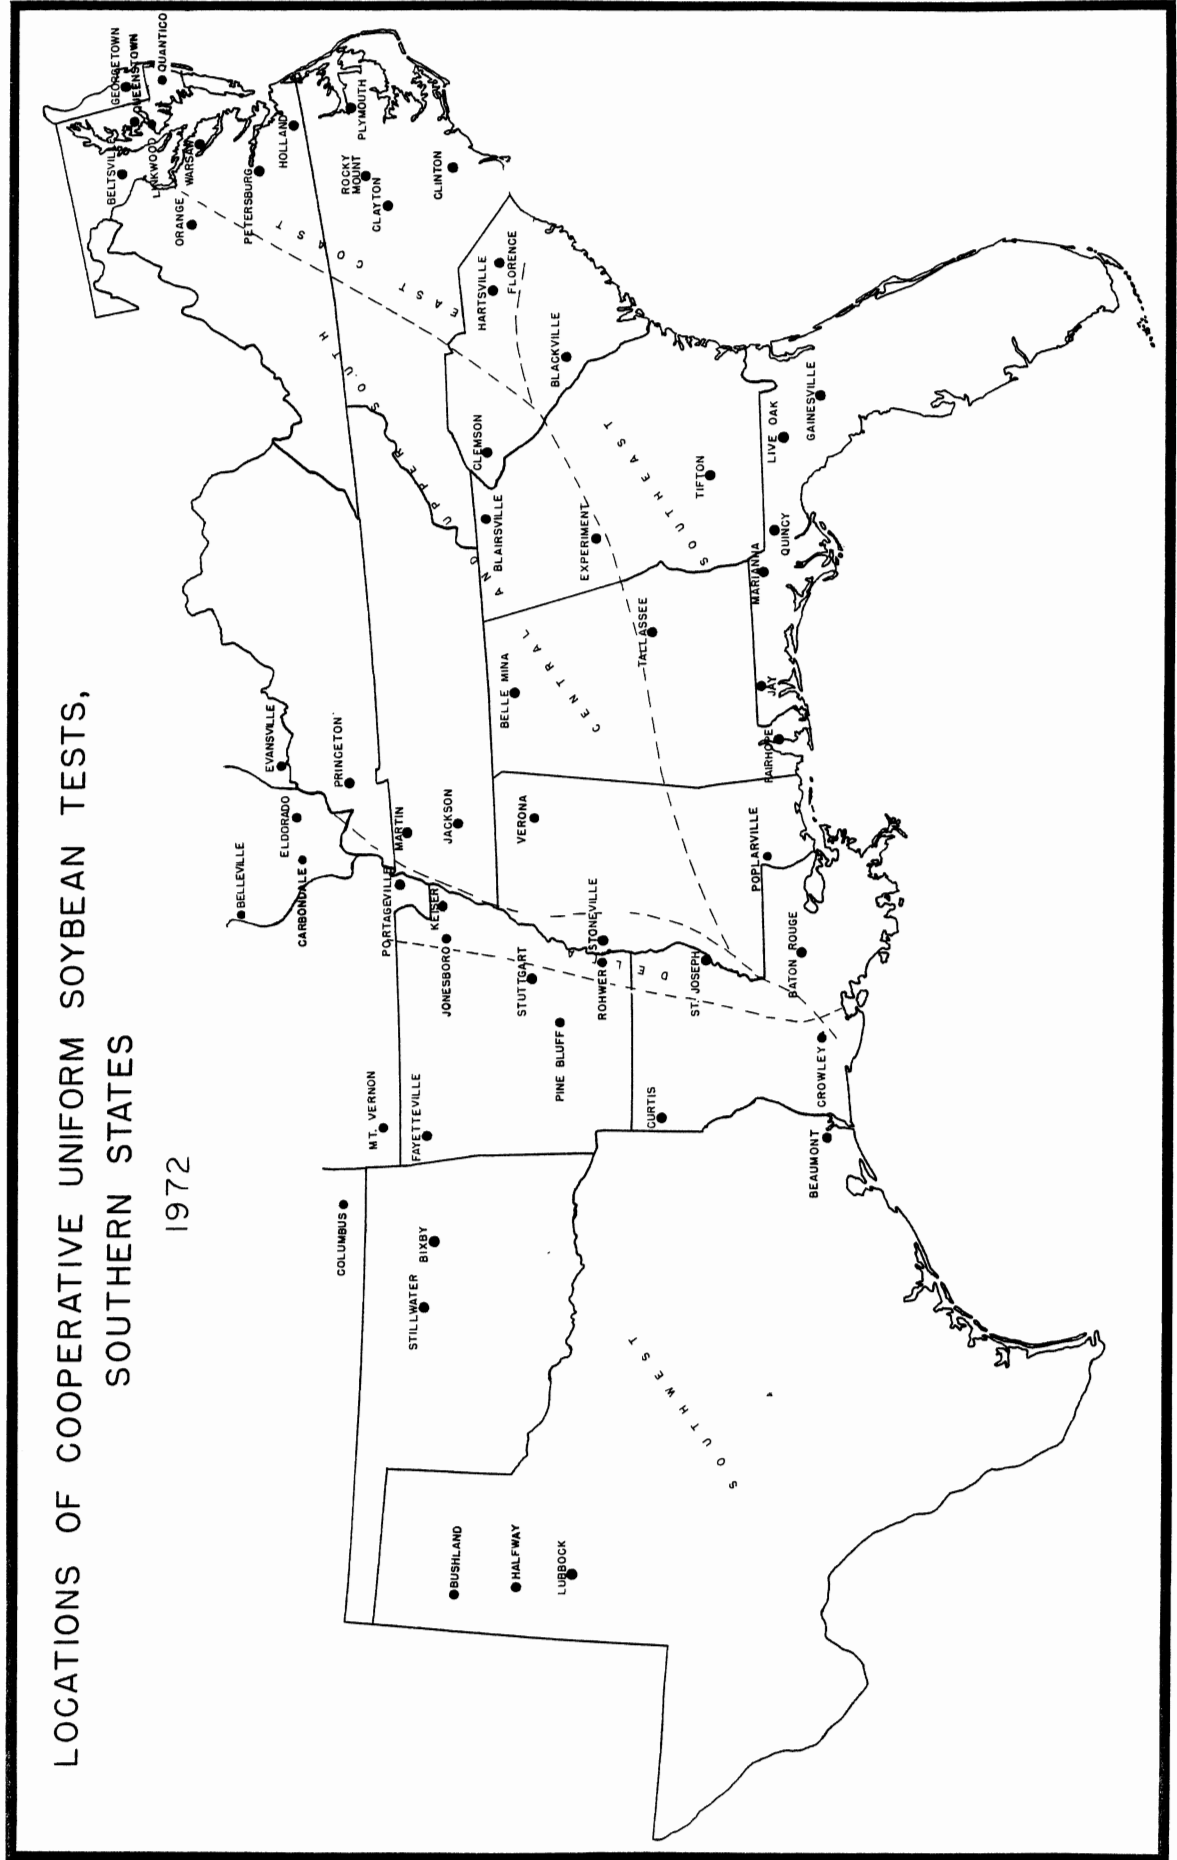 LOCATIONS OF COOPERATIVE UNIFORM SOYBEAN TESTS,
SOUTHERN STATES
1972
GEORGETOWN
QUEENSTOWN
QUANTICO
BELTSVILLE
LINKWOOD
WARSAW
ORANGE
PETERSBURG
HOLLAND
PLYMOUTH
ROCKY
MOUNT
CLAYTON
CLINTON
HARTSVILLE
FLORENCE
BLACKVILLE
CLEMSON
BLAIRSVILLE
EXPERIMENT
TIFTON
LIVE OAK
GAINESVILLE
QUINCY
MARIANNA
JAY
FAIRHOPE
TALLASSEE
BELLE MINA
EVANSVILLE
PRINCETON
ELDORADO
BELLEVILLE
CARBONDALE
MARTIN
JACKSON
VERONA
POPLARVILLE
PORTAGEVILLE
KEISER
JONESBORO
STUTTGART
STONEVILLE
ROHWER
PINE BLUFF
ST. JOSEPH
BATON ROUGE
CROWLEY
CURTIS
BEAUMONT
MT. VERNON
FAYETTEVILLE
COLUMBUS
BIXBY
STILLWATER
BUSHLAND
HALFWAY
LUBBOCK
UPPER SOUTH
AND EAST COAST
CENTRAL
SOUTHEAST
DELTA
SOUTHWEST